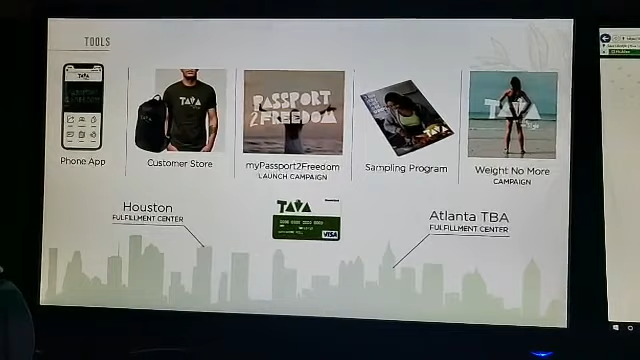 TOOLS
TAVA
TAVA
PASSPORT
2FREEDOM
TAVA
TAVA
Phone App
Customer Store
myPassport2Freedom
LAUNCH CAMPAIGN
Sampling Program
Weight No More
CAMPAIGN
Houston
FULFILLMENT CENTER
TAVA
VISA
Atlanta TBA
FULFILLMENT CENTER